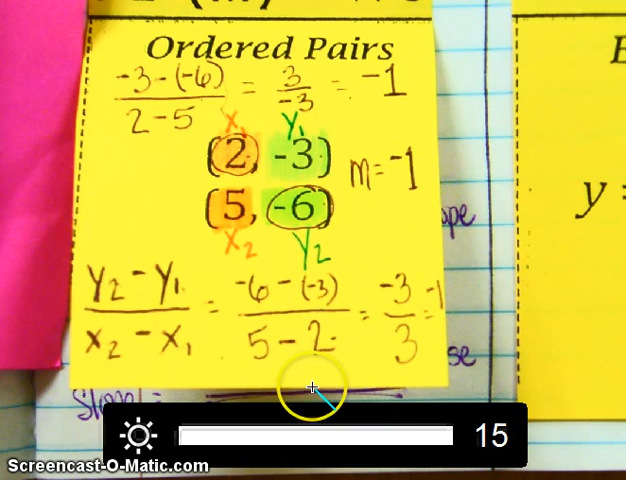 Ordered Pairs
-3-(-6) / 2-5 = 3/-3 = -1
x₁ y₁
(2, -3)
m=-1
(5, -6)
y =
x₂ y₂
y₂ - y₁ / x₂ - x₁ = -6-(-3) / 5-2 = -3/3 = -1
15
Screencast-O-Matic.com